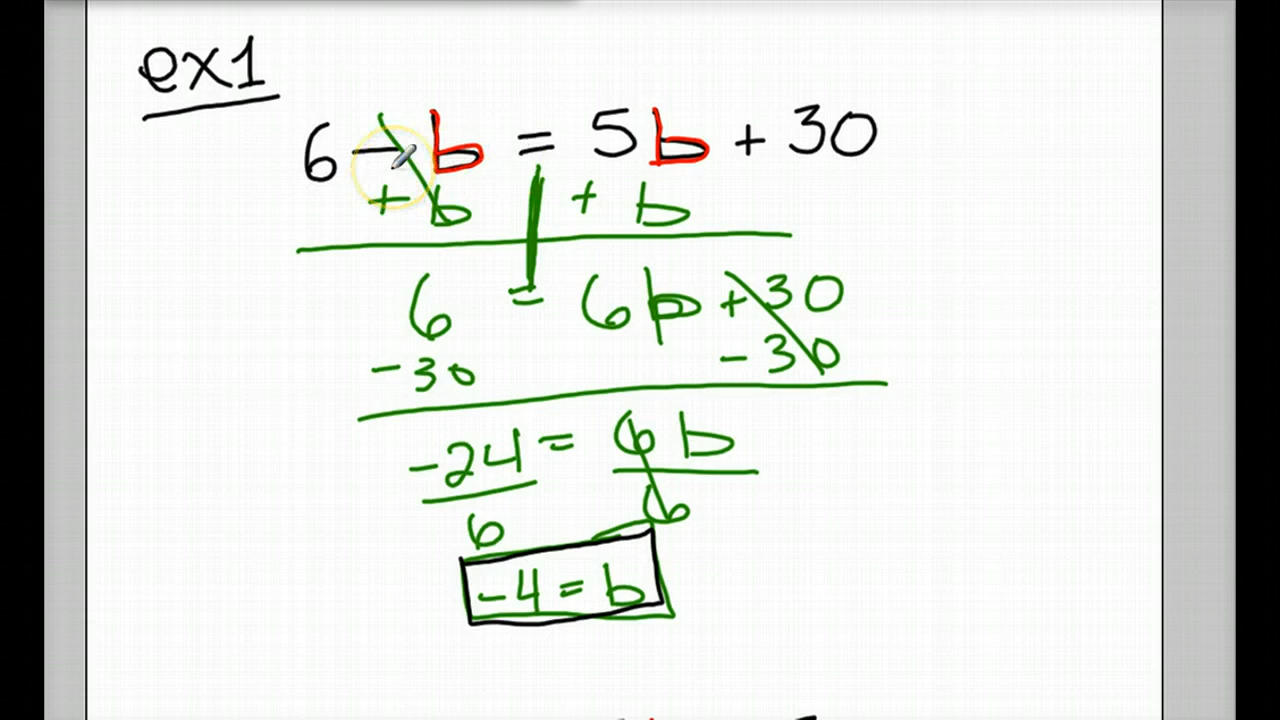 ex1
6 - b = 5b + 30
+ b + b
6 = 6b + 30
-30 - 30
-24 = 6b
6 6
-4 = b